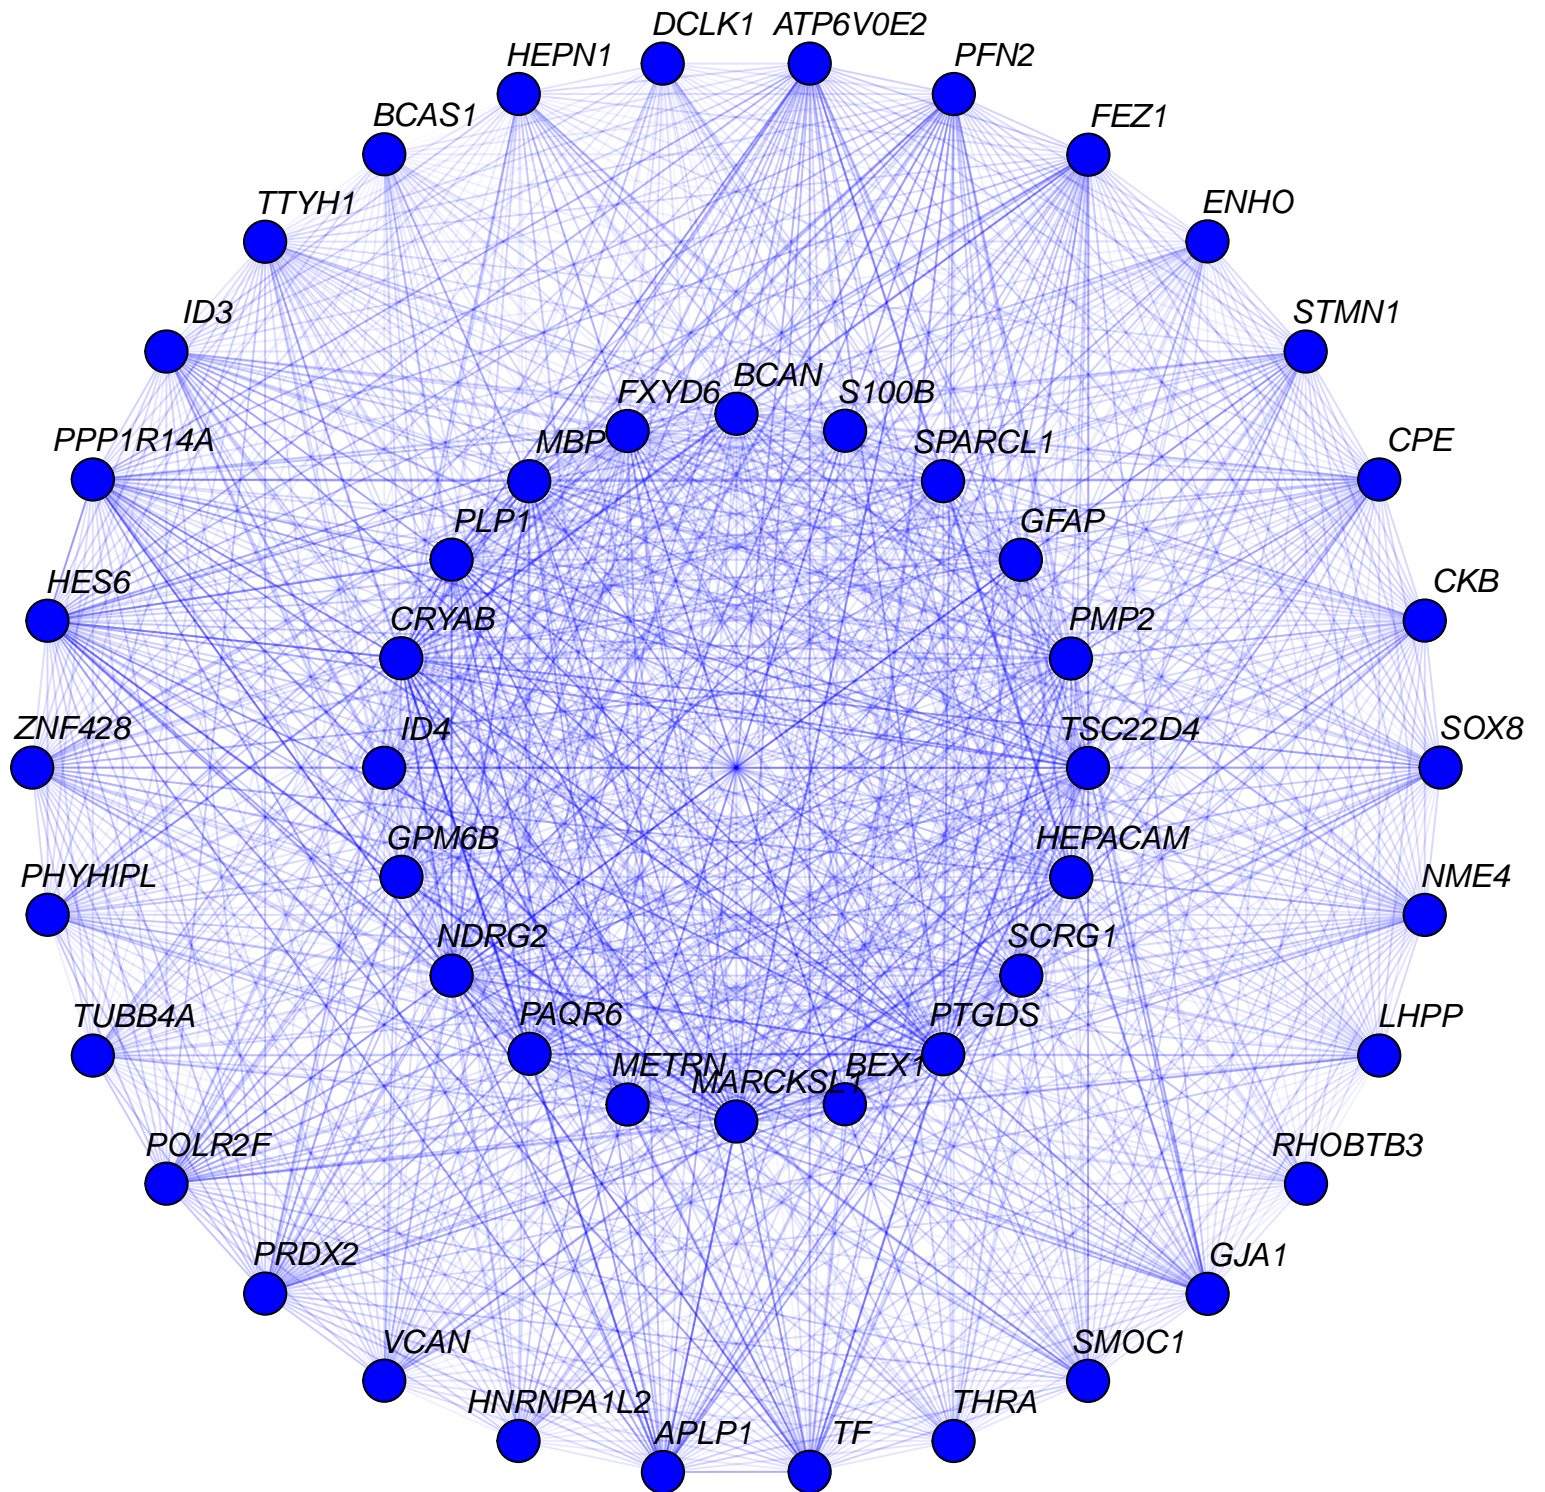 DCLK1 ATP6V0E2
HEPN1
PFN2
BCAS1
FEZ1
TTYH1
ENHO
ID3
STMN1
BCAN
FXYD6
S100B
PPP1R14A
MBP
SPARCL1
CPE
PLP1
GFAP
HES6
CKB
CRYAB
PMP2
ZNF428
ID4
TSC22D4
SOX8
PHYHIPL
GPM6B
HEPACAM
NME4
NDRG2
SCRG1
TUBB4A
PAQR6
PTGDS
LHPP
METRN
BEX1
MARCKSL1
POLR2F
RHOBTB3
PRDX2
GJA1
VCAN
SMOC1
HNRNPA1L2
THRA
APLP1
TF